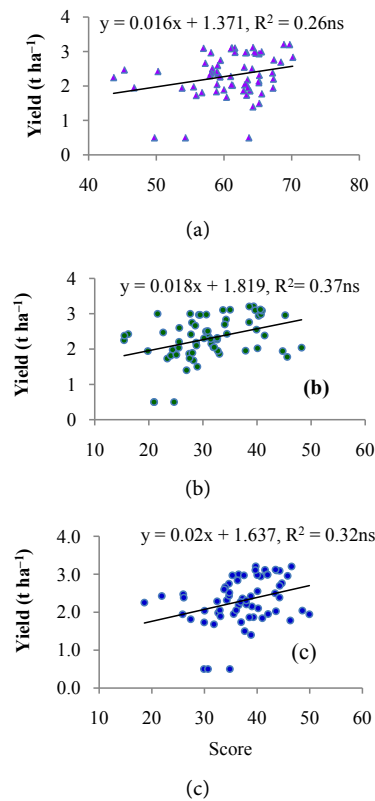 y = 0.016x + 1.371, R² = 0.26ns
Yield (t ha⁻¹)
4
3
2
1
0
40 50 60 70 80
(a)
y = 0.018x + 1.819, R²= 0.37ns
Yield (t ha⁻¹)
4
3
2
1
0
(b)
10 20 30 40 50 60
(b)
y = 0.02x + 1.637, R² = 0.32ns
Yield (t ha⁻¹)
4.0
3.0
2.0
1.0
0.0
(c)
10 20 30 40 50 60
Score
(c)